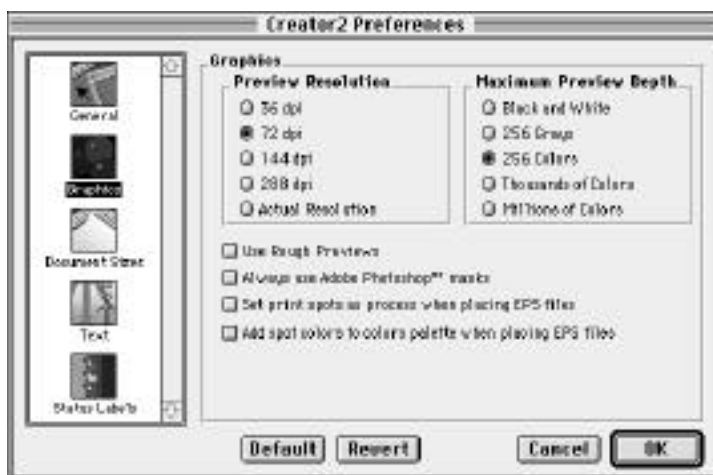 Creator2 Preferences
General
Graphics
Document Sizes
Text
Status Labels
Graphics
Preview Resolution
36 dpi
72 dpi
144 dpi
288 dpi
Actual Resolution
Maximum Preview Depth
Black and White
256 Grays
256 Colors
Thousands of Colors
Millions of Colors
Use Rough Previews
Always use Adobe Photoshop™ masks
Set print spots as process when placing EPS files
Add spot colors to colors palette when placing EPS files
Default
Revert
Cancel
OK